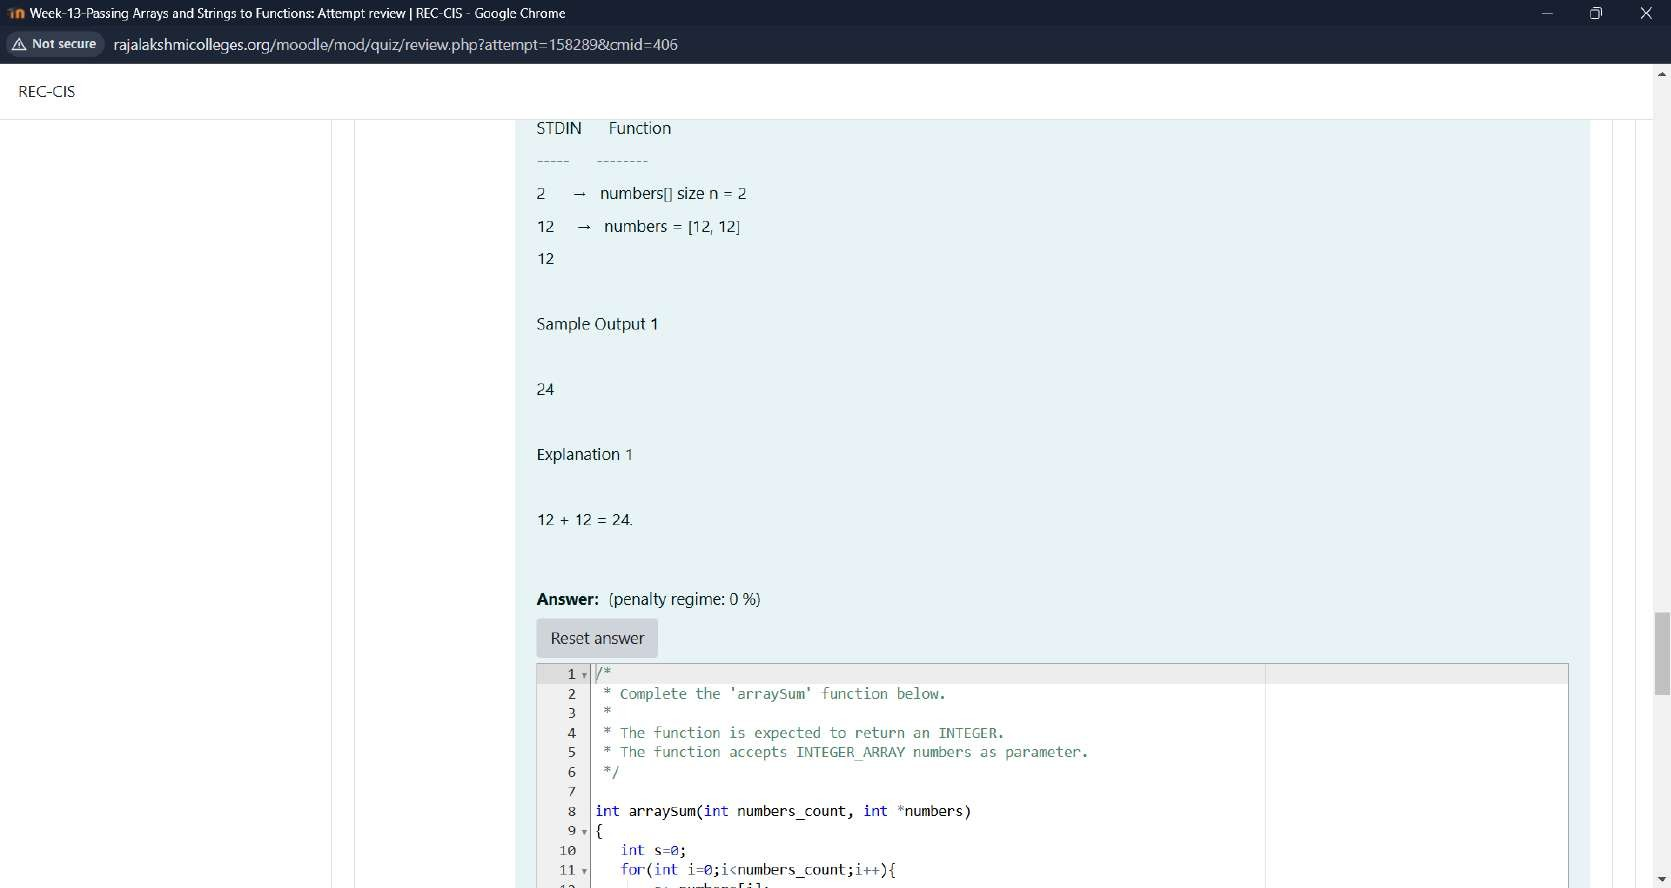 Week-13-Passing Arrays and Strings to Functions: Attempt review | REC-CIS - Google Chrome
Not secure rajalakshmicolleges.org/moodle/mod/quiz/review.php?attempt=158289&cmid=406
REC-CIS
STDIN Function
----- --------
2 → numbers[] size n = 2
12 → numbers = [12, 12]
12
Sample Output 1
24
Explanation 1
12 + 12 = 24.
Answer: (penalty regime: 0 %)
Reset answer
1 /*
2 * Complete the 'arraySum' function below.
3 *
4 * The function is expected to return an INTEGER.
5 * The function accepts INTEGER_ARRAY numbers as parameter.
6 */
7
8 int arraySum(int numbers_count, int *numbers)
9 {
10 int s=0;
11 for(int i=0;i<numbers_count;i++){